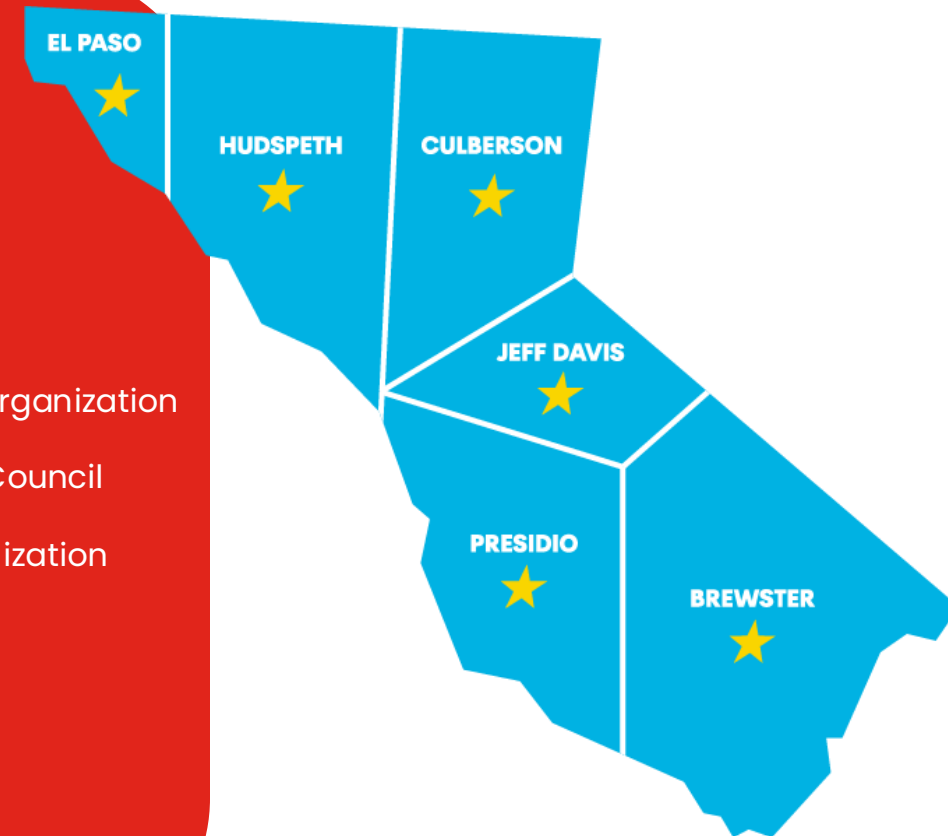 EL PASO
HUDSPETH
CULBERSON
JEFF DAVIS
rganization
Council
ization
PRESIDIO
BREWSTER